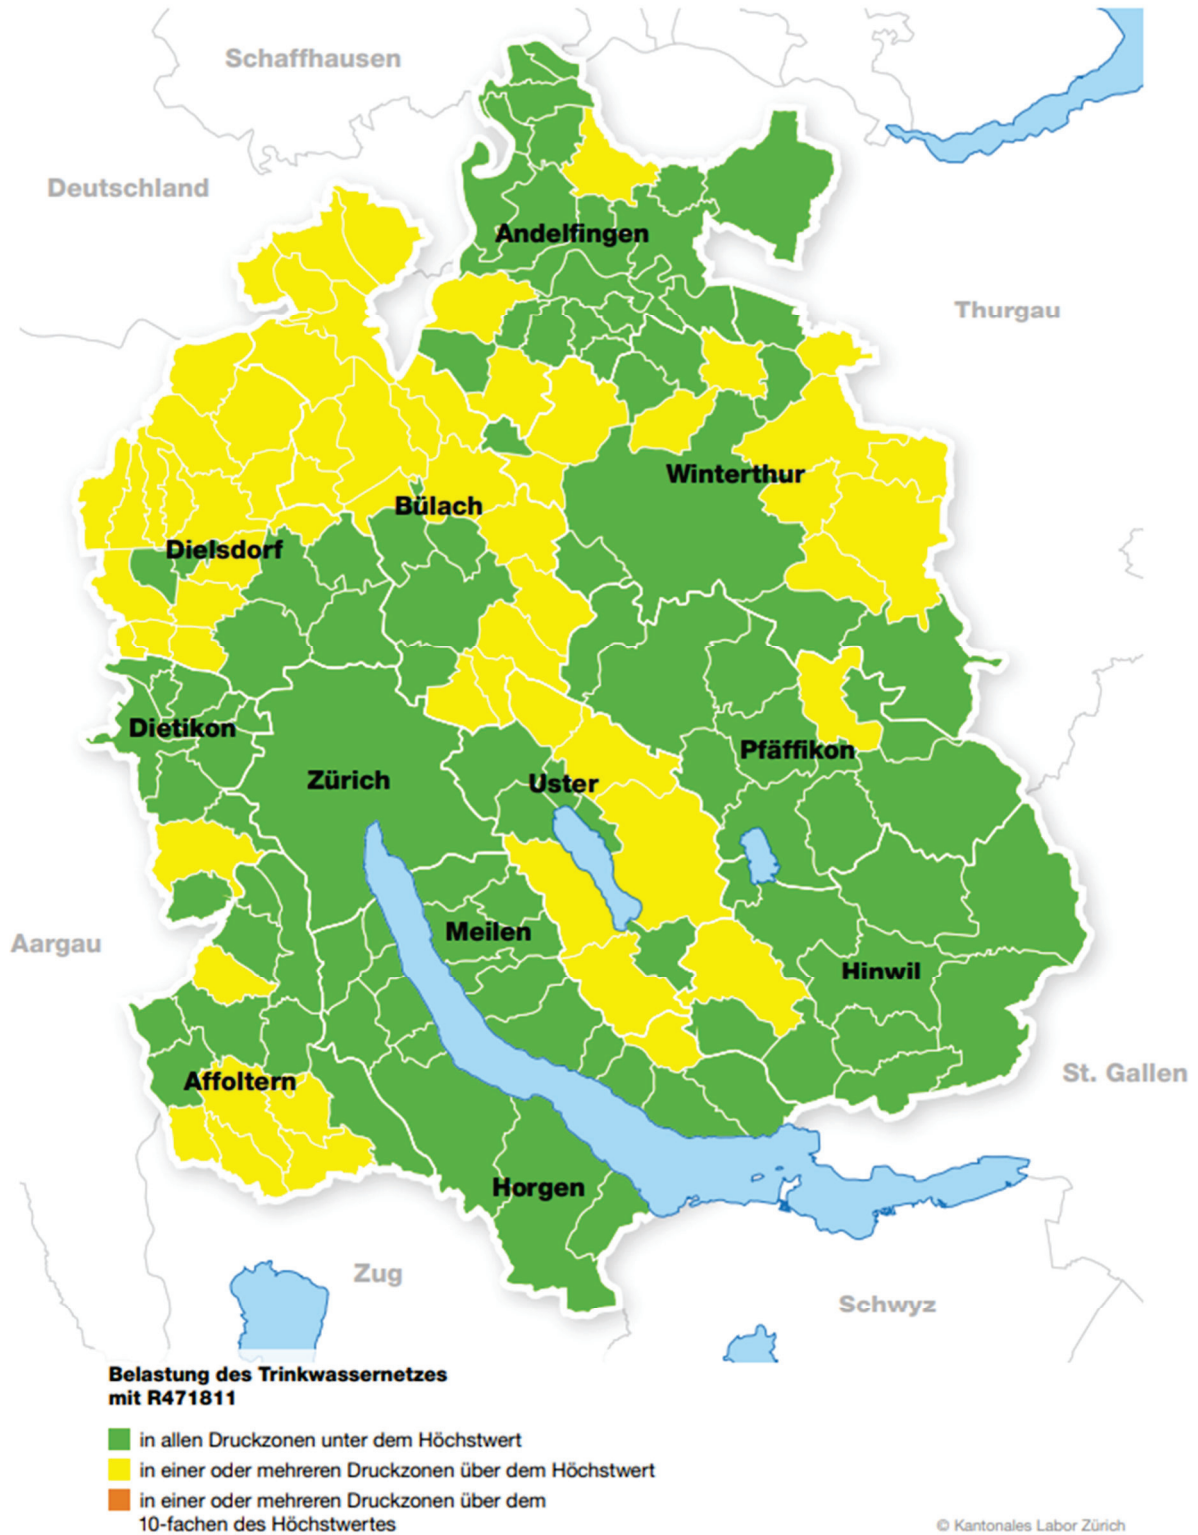 Schaffhausen
Deutschland
Andelfingen
Thurgau
Winterthur
Bülach
Dielsdorf
Dietikon
Pfäffikon
Zürich
Uster
Meilen
Aargau
Hinwil
Affoltern
St. Gallen
Horgen
Zug
Schwyz
Belastung des Trinkwassernetzes
mit R471811
in allen Druckzonen unter dem Höchstwert
in einer oder mehreren Druckzonen über dem Höchstwert
in einer oder mehreren Druckzonen über dem
10-fachen des Höchstwertes
© Kantonales Labor Zürich